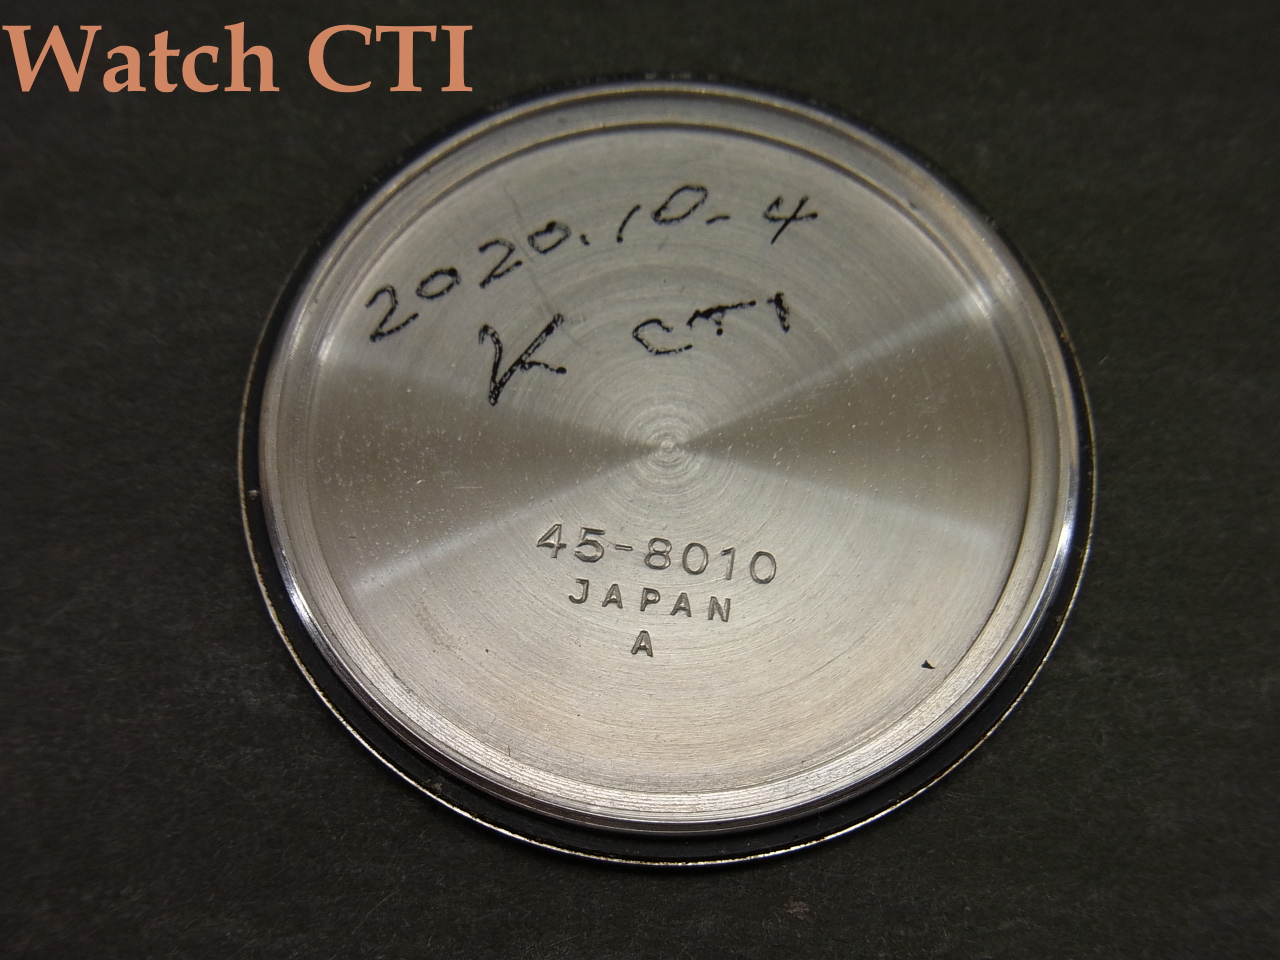 Watch CTI
2020.10-4
K CTI
45-8010
JAPAN
A